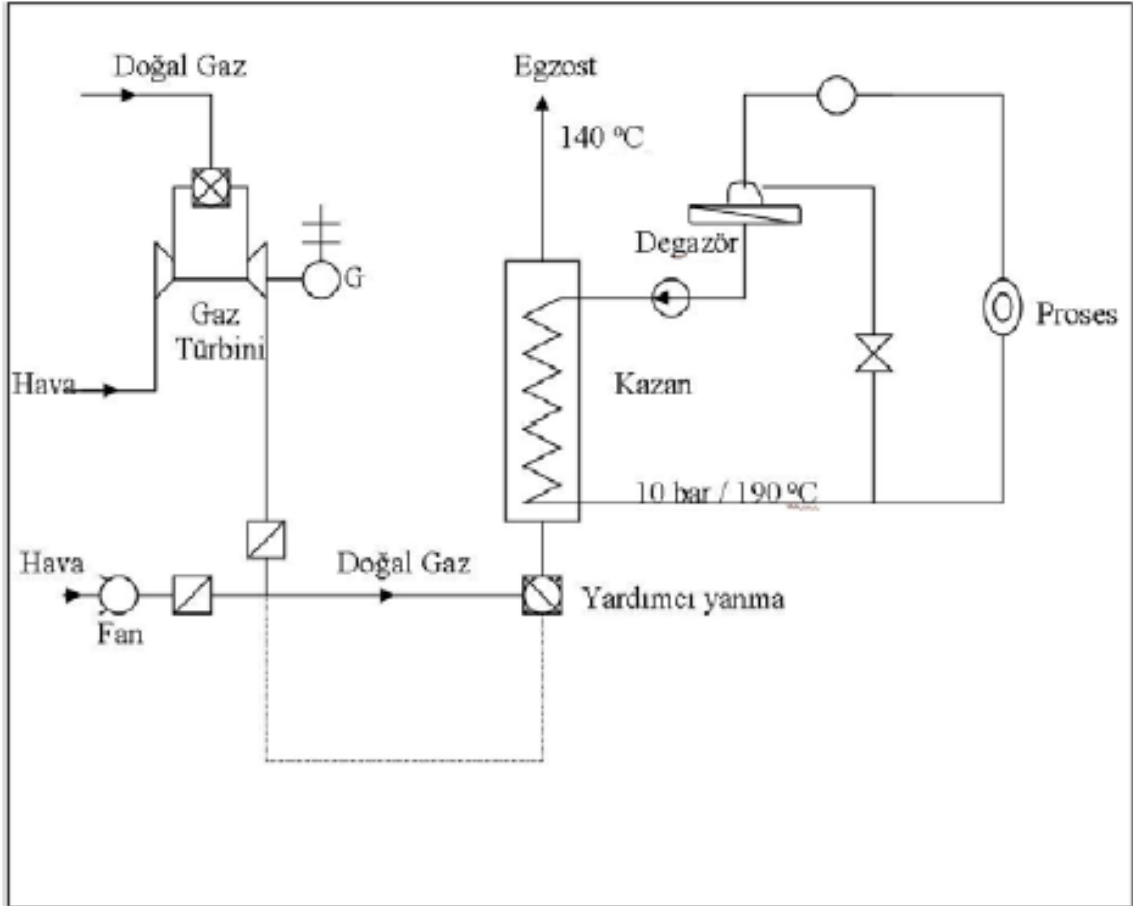 Doğal Gaz
Egzost
140 ºC
Degazör
G
Gaz
Türbini
Proses
Hava
Kazan
10 bar / 190 ºC
Hava
Doğal Gaz
Yardımcı yanma
Fan